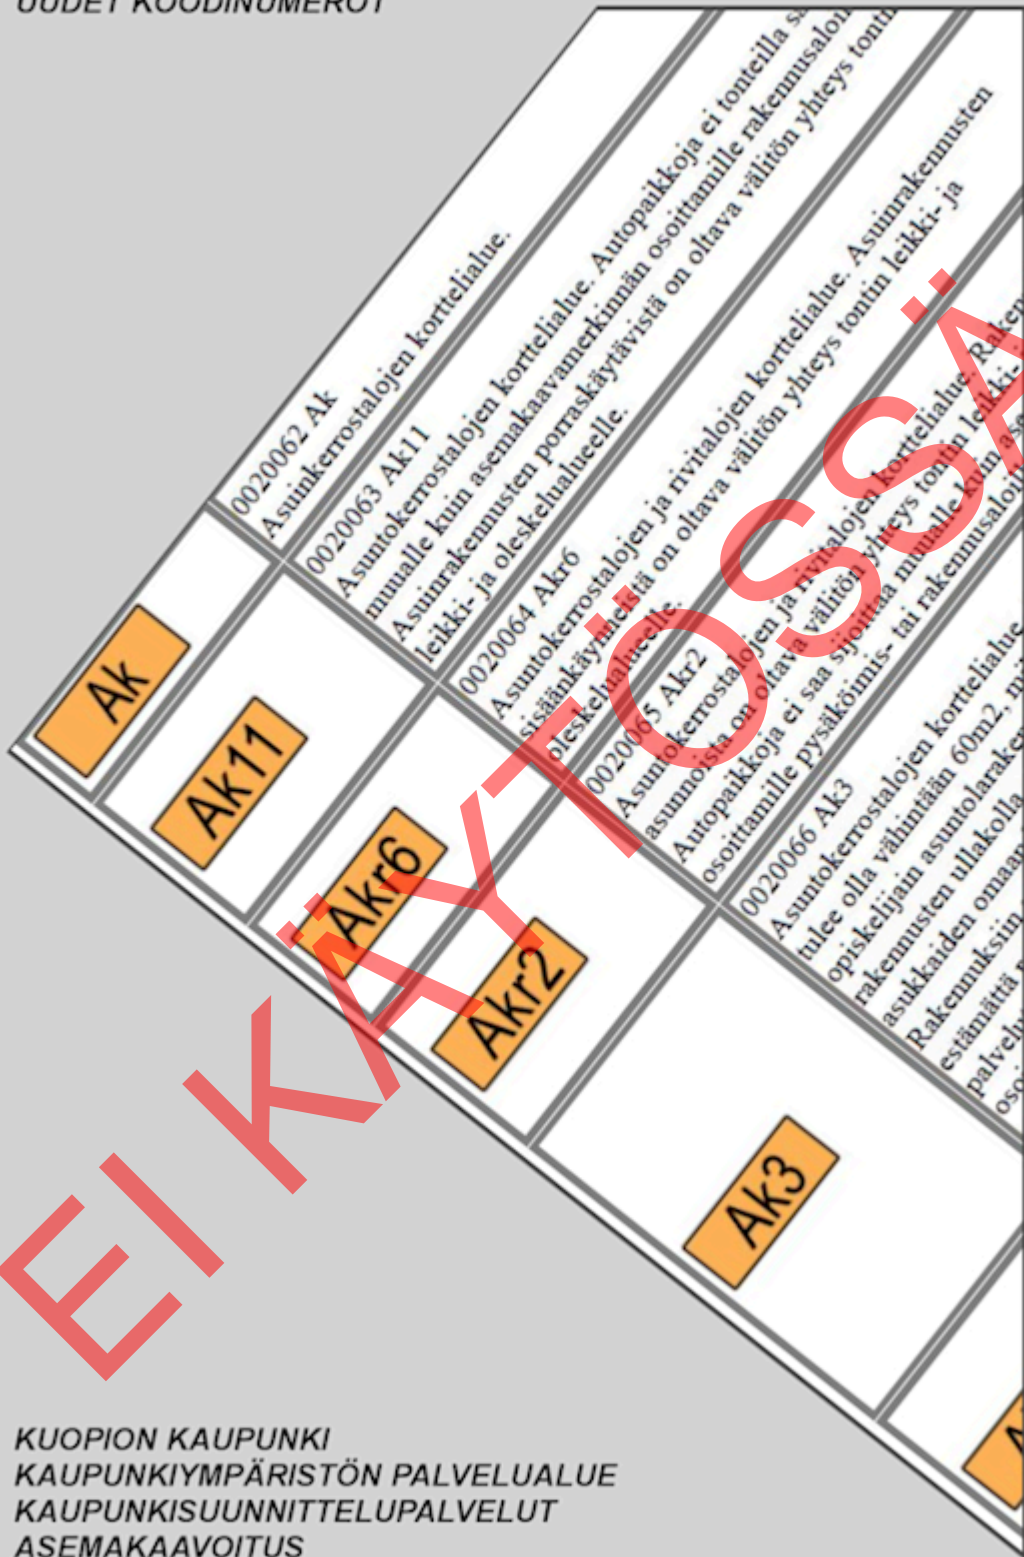 UUDET KOODINUMEROT
0020062 Ak
Asuinkerrostalojen korttelialue.
Ak
0020063 Ak11
Asuntokerrostalojen korttelialue. Autopaikkoja ei tonteilla
muualle kuin asemakaavamerkinnän osoittamille
Asuinrakennusten porraskäytävistä on oltava välitön yhteys
leikki- ja oleskelualueelle.
Ak11
0020064 Akr6
Asuntokerrostalojen ja rivitalojen korttelialue. Asuinrakennusten
sisäänkäynneistä on oltava välitön yhteys tontin leikki- ja
oleskelualueelle.
Akr6
0020065 Akr2
Asuntokerrostalojen ja rivitalojen korttelialue.
asunnoista on oltava välitön yhteys tontin leikki-
Autopaikkoja ei saa sijoittaa muualle kuin
osoittamille pysäköimis- tai
Akr2
0020066 Ak3
Asuntokerrostalojen korttelialue.
tulee olla vähintään 60m2,
opiskelijain
rakennusten ullakolla
asukkaiden omaan
Rakennuksiin
estämättä
Ak3
EI KÄYTÖSSÄ
KUOPION KAUPUNKI
KAUPUNKIYMPÄRISTÖN PALVELUALUE
KAUPUNKISUUNNITTELUPALVELUT
ASEMAKAAVOITUS